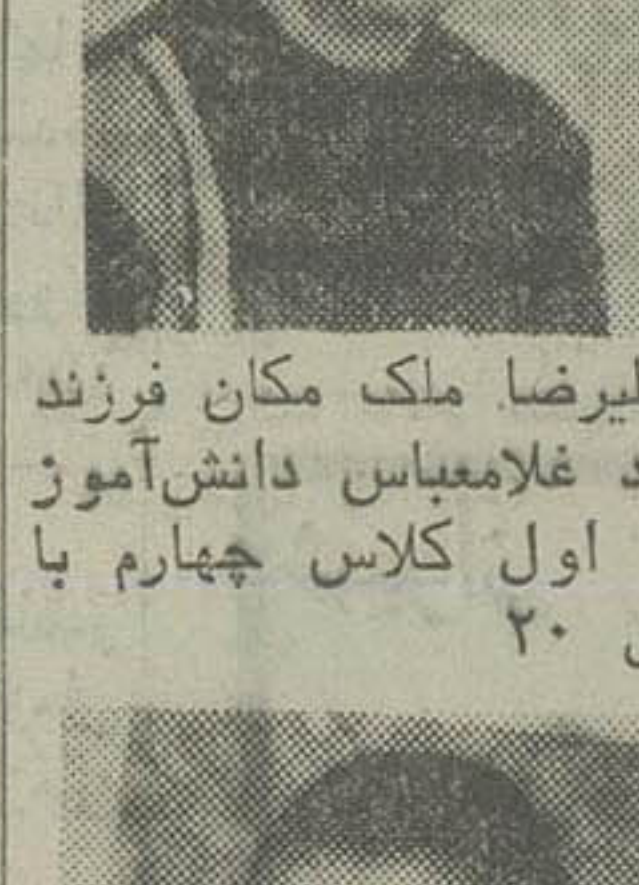 لیرضا ملک مکان فرزند
د غلامعباس دانش‌آموز
اول کلاس چهارم با
۲۰